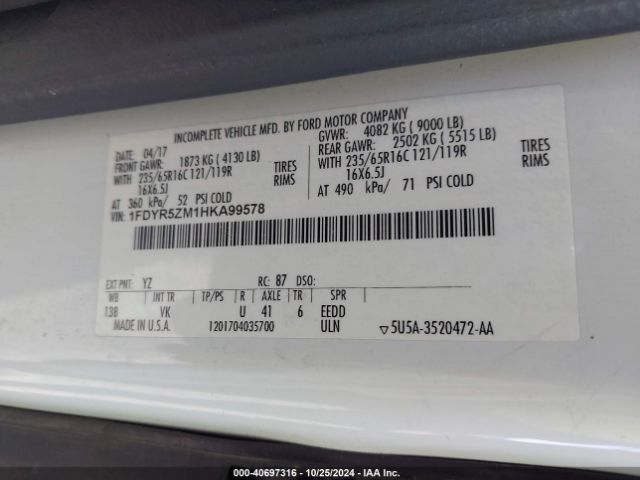 INCOMPLETE VEHICLE MFD. BY FORD MOTOR COMPANY
DATE: 04/17 GVWR: 4082 KG ( 9000 LB)
FRONT GAWR: 1873 KG ( 4130 LB) REAR GAWR: 2502 KG ( 5515 LB)
WITH 235/65R16C 121/119R TIRES WITH 235/65R16C 121/119R TIRES
16X6.5J RIMS 16X6.5J RIMS
AT 360 kPa/ 52 PSI COLD AT 490 kPa/ 71 PSI COLD
VIN: 1FDYR5ZM1HKA99578
EXT PNT: YZ RC: 87 DSO:
WB INT TR TP/PS R AXLE TR SPR
138 VK U 41 6 EEDD
MADE IN U.S.A. 1201704035700 ULN ▽5U5A-3520472-AA
000-40697316 - 10/25/2024 - IAA Inc.